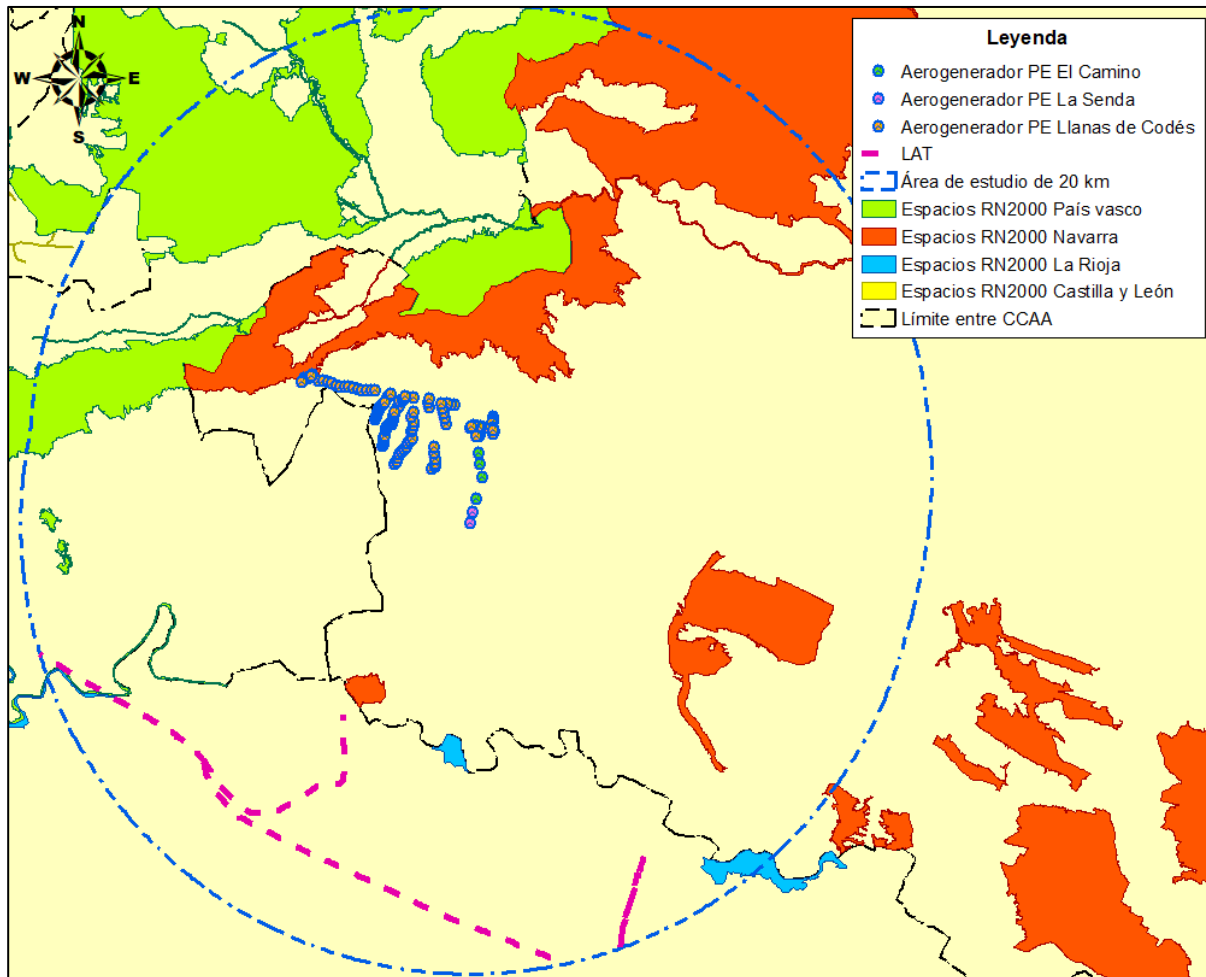 N
W E
S
Leyenda
Aerogenerador PE El Camino
Aerogenerador PE La Senda
Aerogenerador PE Llanas de Codés
LAT
Área de estudio de 20 km
Espacios RN2000 País vasco
Espacios RN2000 Navarra
Espacios RN2000 La Rioja
Espacios RN2000 Castilla y León
Límite entre CCAA